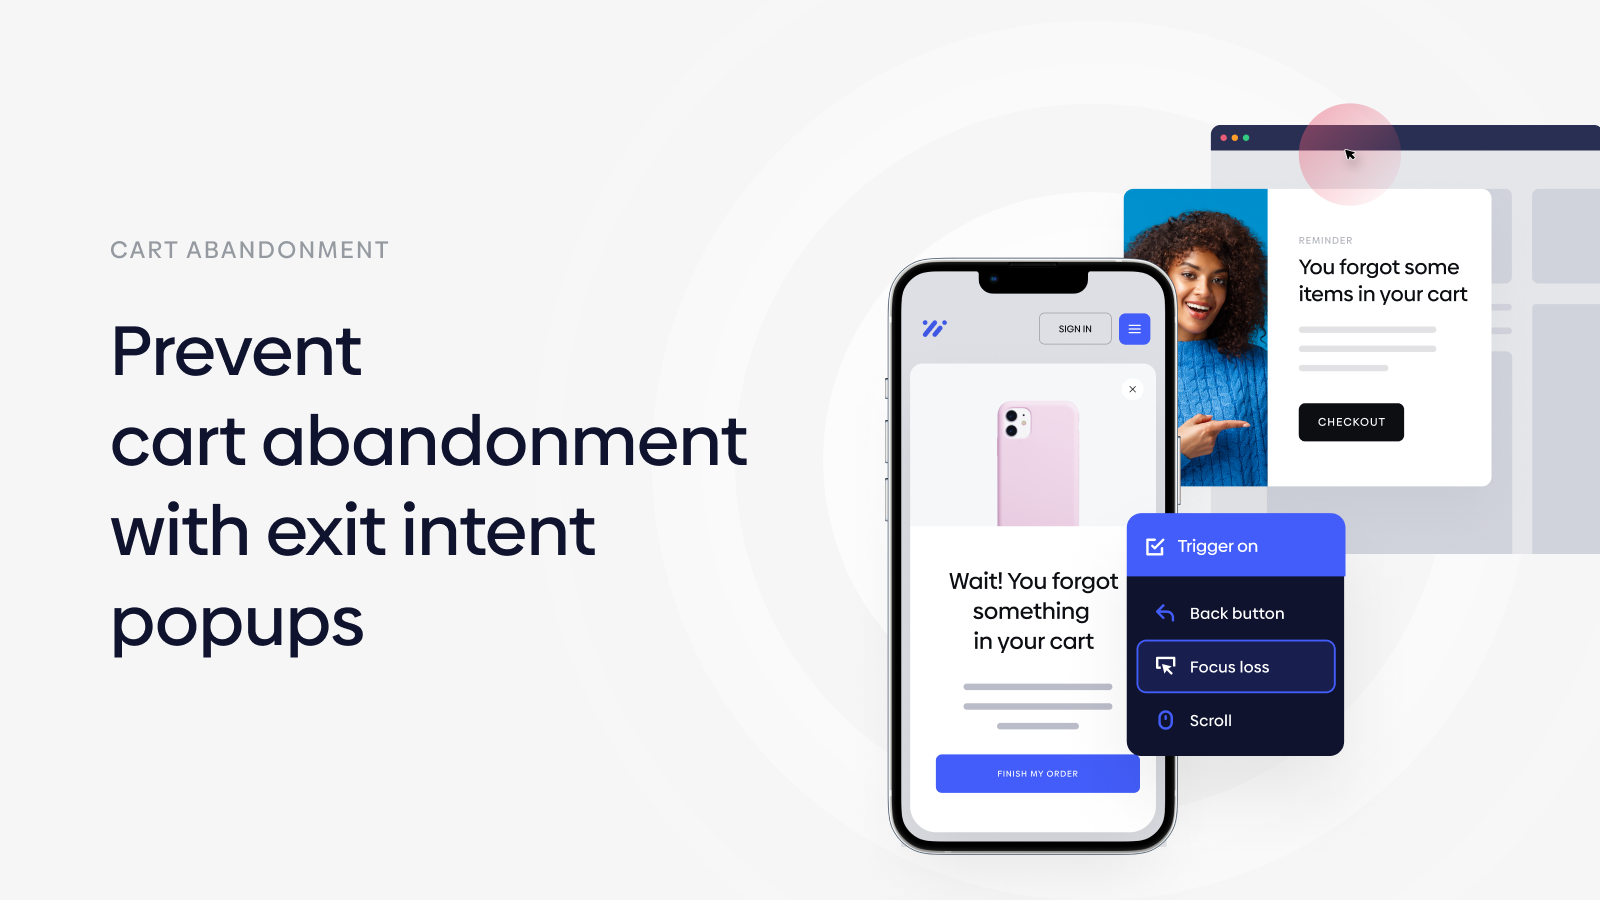 CART ABANDONMENT
Prevent
cart abandonment
with exit intent
popups
REMINDER
You forgot some
items in your cart
CHECKOUT
SIGN IN
Wait! You forgot
something
in your cart
FINISH MY ORDER
Trigger on
Back button
Focus loss
Scroll